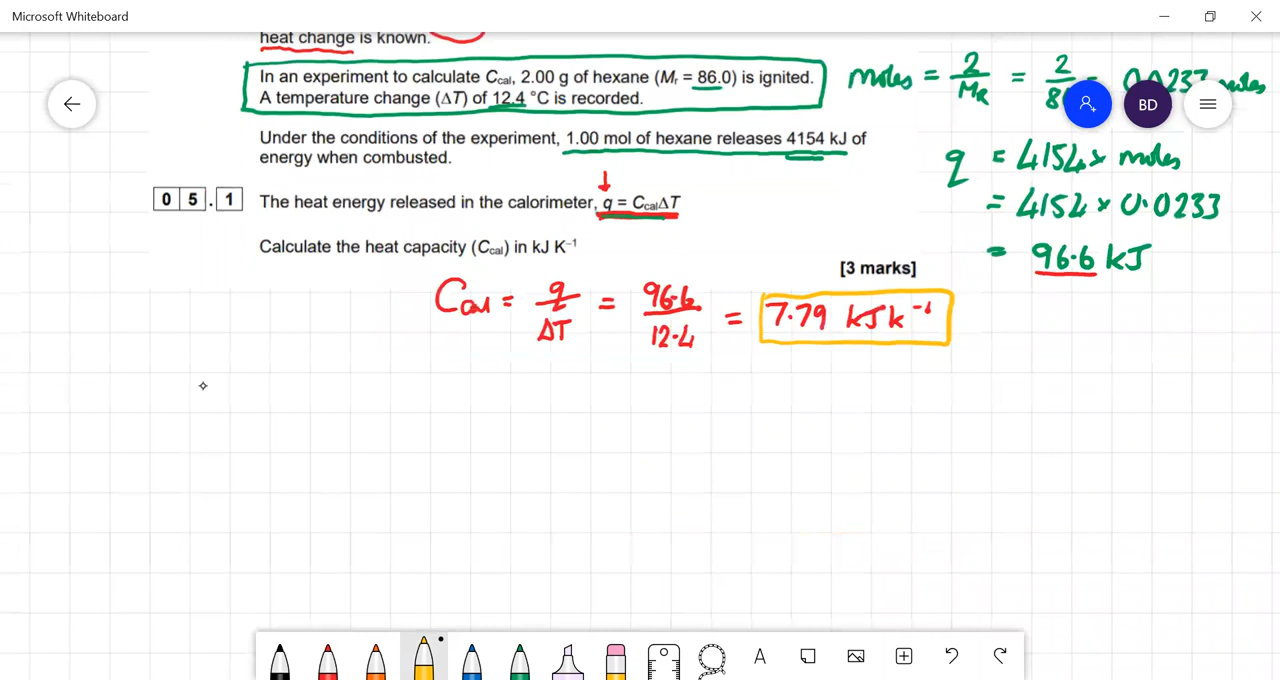 Microsoft Whiteboard
heat change is known.
In an experiment to calculate Ccal, 2.00 g of hexane (Mr = 86.0) is ignited.
A temperature change (ΔT) of 12.4 °C is recorded.
moles = 2/MR = 2/8
moles
BD
Under the conditions of the experiment, 1.00 mol of hexane releases 4154 kJ of
energy when combusted.
q = 4154 × moles
05.1
The heat energy released in the calorimeter, q = CcalΔT
= 4154 × 0.0233
Calculate the heat capacity (Ccal) in kJ K⁻¹
= 96.6 kJ
[3 marks]
Ccal = q/ΔT = 96.6/12.4 = 7.79 kJ K⁻¹
A